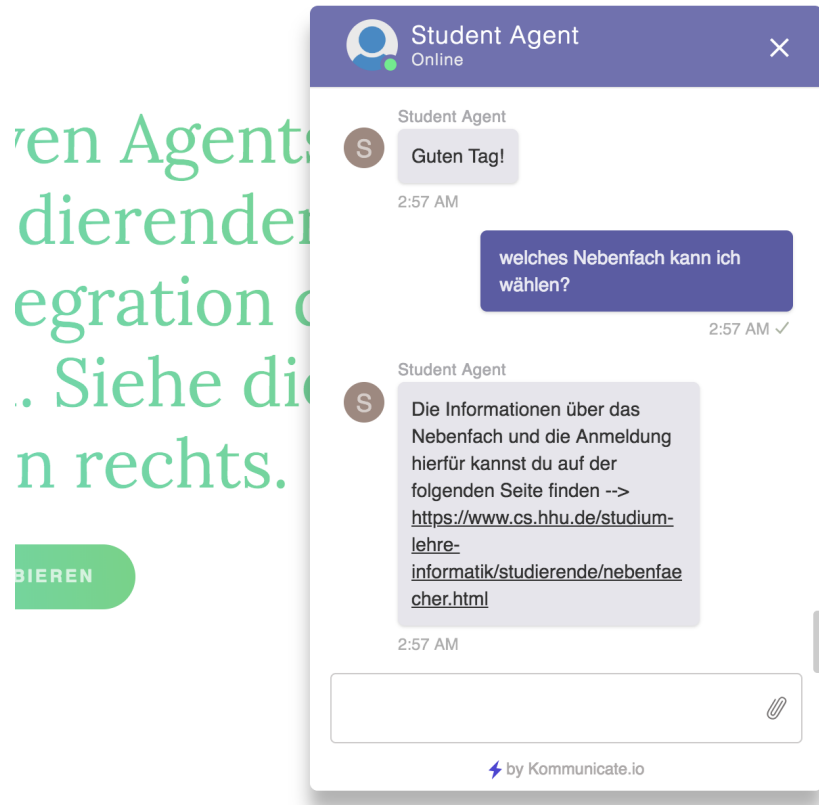 Student Agent
Online
Student Agent
S
Guten Tag!
2:57 AM
welches Nebenfach kann ich
wählen?
2:57 AM
Student Agent
S
Die Informationen über das
Nebenfach und die Anmeldung
hierfür kannst du auf der
folgenden Seite finden -->
https://www.cs.hhu.de/studium-
lehre-
informatik/studierende/nebenfae
cher.html
2:57 AM
by Kommunicate.io
ven Agents
dierenden
egration d
. Siehe die
n rechts.
BIEREN